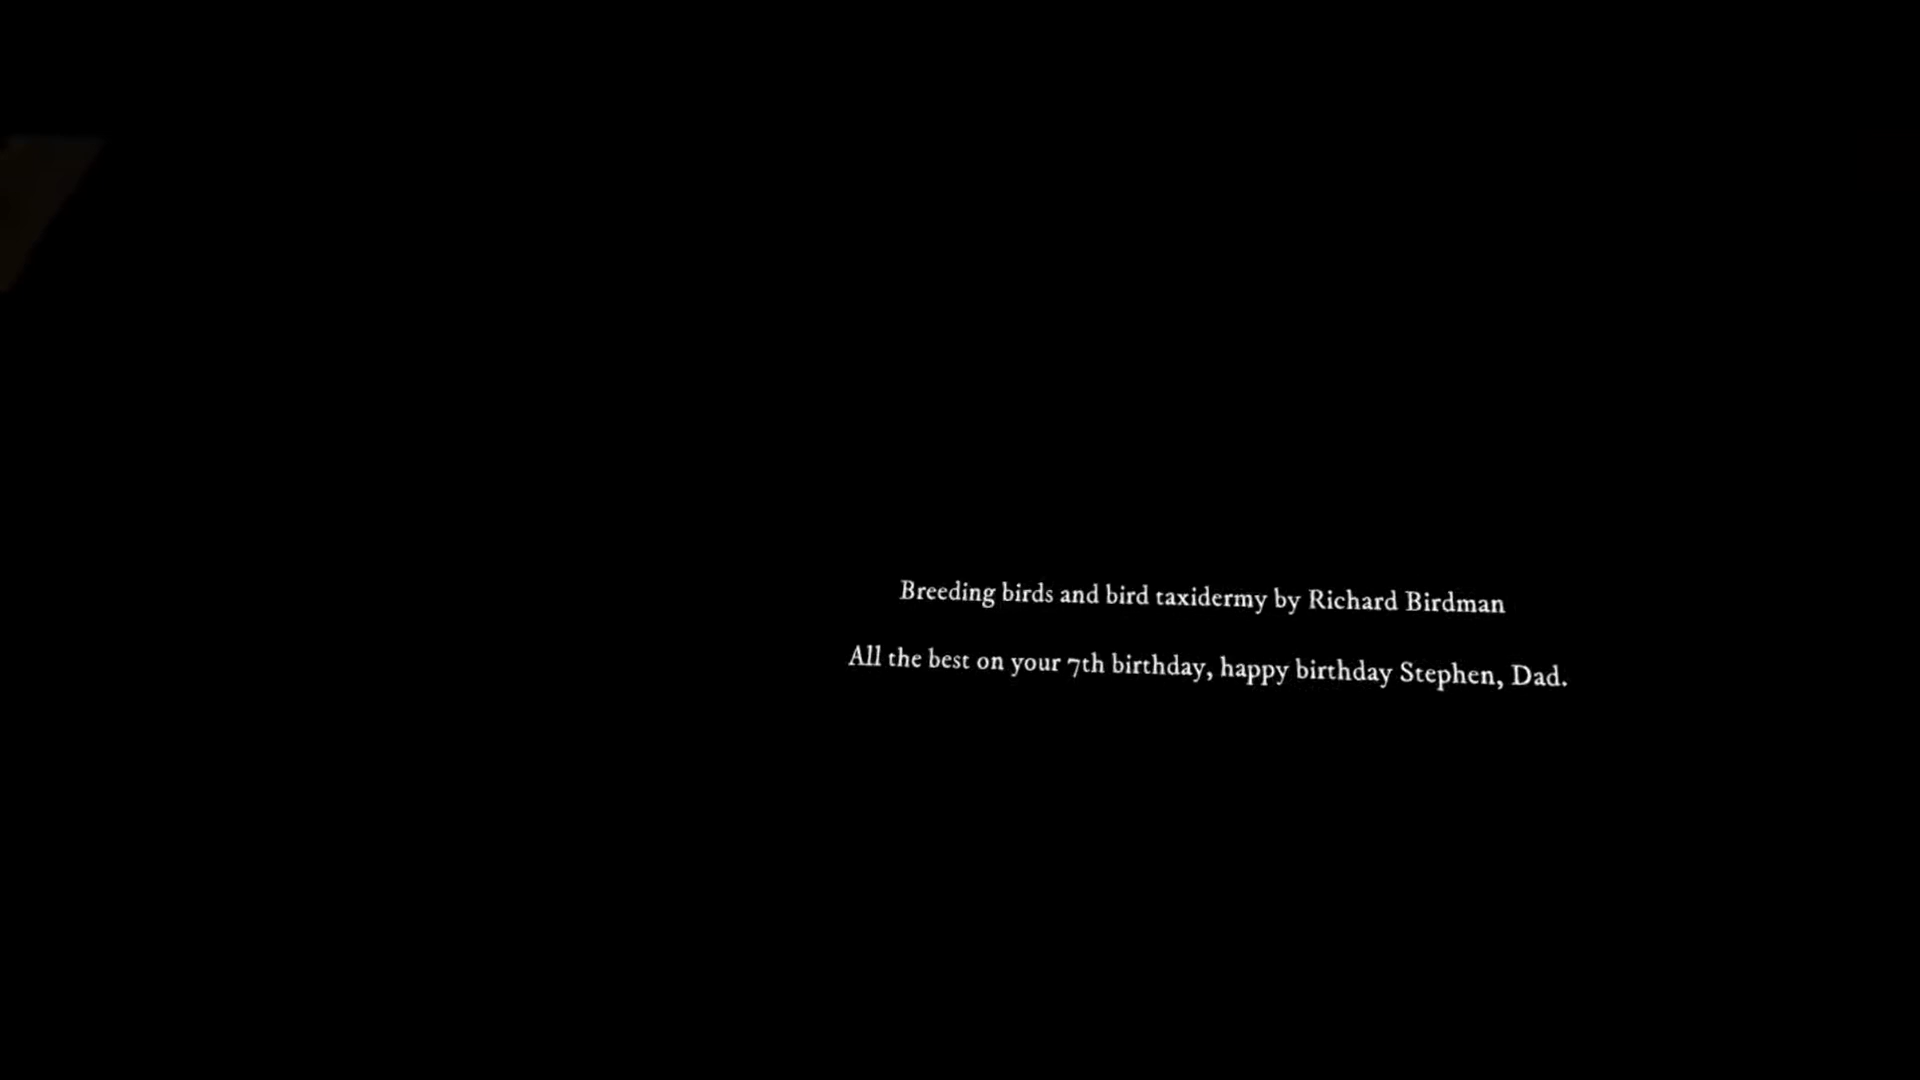 Breeding birds and bird taxidermy by Richard Birdman
All the best on your 7th birthday, happy birthday Stephen, Dad.